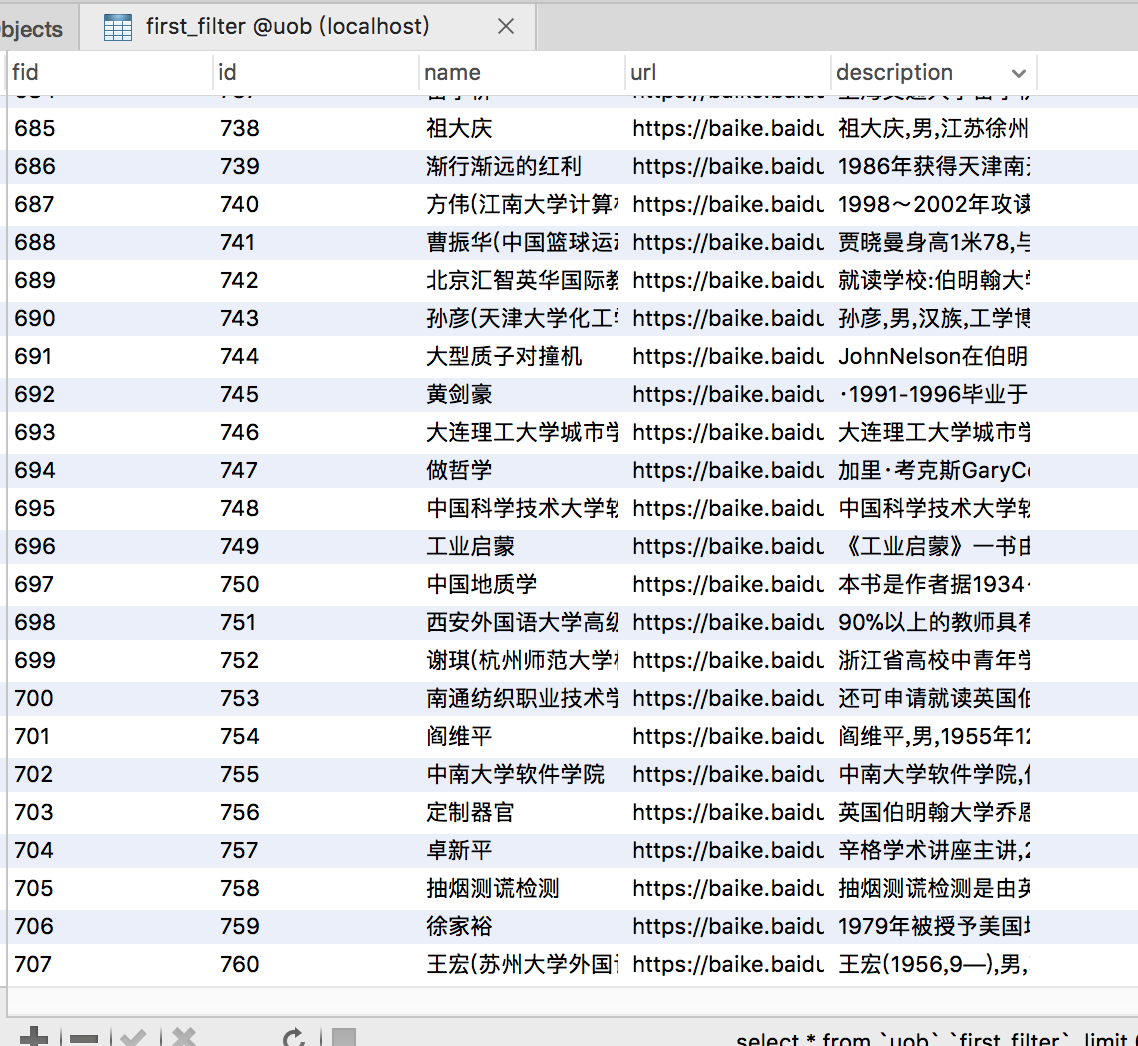 bjects first_filter @uob (localhost)
fid id name url description
685 738 祖大庆 https://baike.baidu 祖大庆,男,江苏徐州
686 739 渐行渐远的红利 https://baike.baidu 1986年获得天津南
687 740 方伟(江南大学计算 https://baike.baidu 1998～2002年攻读
688 741 曹振华(中国篮球运 https://baike.baidu 贾晓曼身高1米78,与
689 742 北京汇智英华国际教 https://baike.baidu 就读学校:伯明翰大
690 743 孙彦(天津大学化工 https://baike.baidu 孙彦,男,汉族,工学博
691 744 大型质子对撞机 https://baike.baidu JohnNelson在伯明
692 745 黄剑豪 https://baike.baidu ·1991-1996毕业于
693 746 大连理工大学城市学 https://baike.baidu 大连理工大学城市学
694 747 做哲学 https://baike.baidu 加里·考克斯GaryC
695 748 中国科学技术大学软 https://baike.baidu 中国科学技术大学软
696 749 工业启蒙 https://baike.baidu 《工业启蒙》一书由
697 750 中国地质学 https://baike.baidu 本书是作者据1934
698 751 西安外国语大学高级 https://baike.baidu 90%以上的教师具有
699 752 谢琪(杭州师范大学 https://baike.baidu 浙江省高校中青年学
700 753 南通纺织职业技术学 https://baike.baidu 还可申请就读英国伯
701 754 阎维平 https://baike.baidu 阎维平,男,1955年12
702 755 中南大学软件学院 https://baike.baidu 中南大学软件学院,
703 756 定制器官 https://baike.baidu 英国伯明翰大学乔恩
704 757 卓新平 https://baike.baidu 辛格学术讲座主讲,2
705 758 抽烟测谎检测 https://baike.baidu 抽烟测谎检测是由英
706 759 徐家裕 https://baike.baidu 1979年被授予美国
707 760 王宏(苏州大学外国 https://baike.baidu 王宏(1956,9—),男,
select * from `uob`.`first_filter` limit